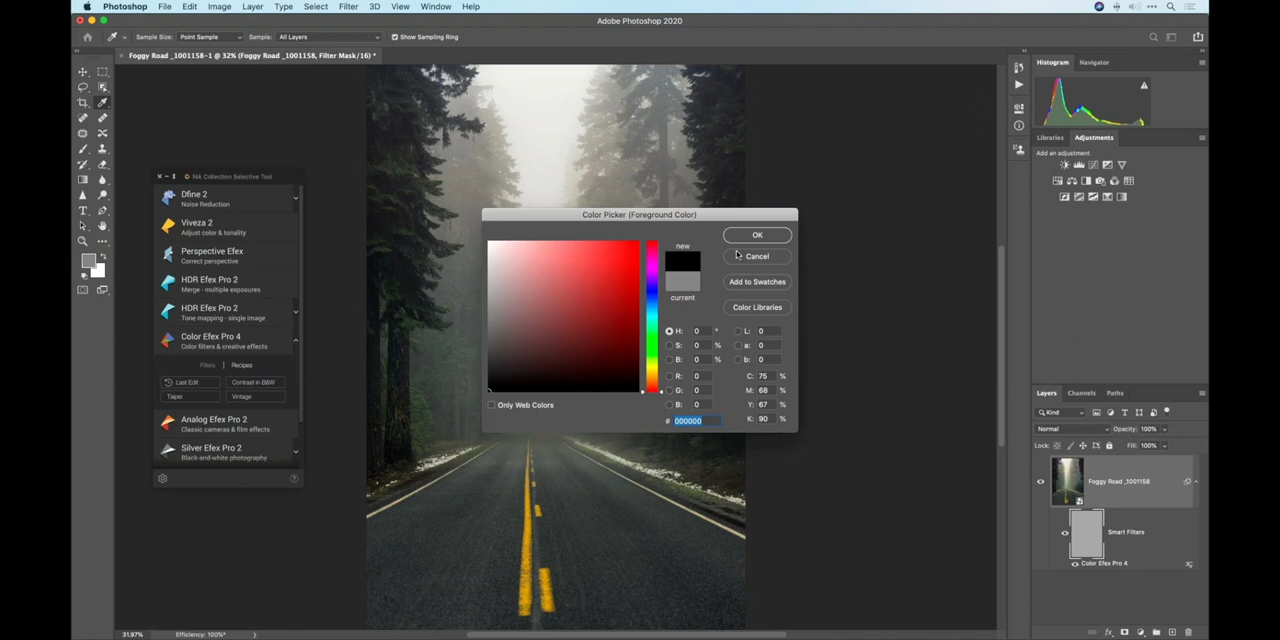 Photoshop File Edit Image Layer Type Select Filter 3D View Window Help
Adobe Photoshop 2020
Sample Size: Point Sample Sample: All Layers Show Sampling Ring
Foggy Road _1001158-1 @ 32% (Foggy Road _1001158, Filter Mask/16) *
Histogram Navigator
Libraries Adjustments
Add an adjustment
Nik Collection Selective Tool
Dfine 2
Noise Reduction
Viveza 2
Adjust color & tonality
Perspective Efex
Correct perspective
HDR Efex Pro 2
Merge - multiple exposures
HDR Efex Pro 2
Tone mapping - single image
Color Efex Pro 4
Color filters & creative effects
Filters | Recipes
Last Edit Contrast in B&W
Taipei Vintage
Analog Efex Pro 2
Classic cameras & film effects
Silver Efex Pro 2
Black-and-white photography
Color Picker (Foreground Color)
new
current
OK
Cancel
Add to Swatches
Color Libraries
H: 0 ° L: 0
S: 0 % a: 0
B: 0 % b: 0
R: 0 C: 75 %
G: 0 M: 68 %
B: 0 Y: 67 %
# 000000 K: 90 %
Only Web Colors
Layers Channels Paths
Kind
Normal Opacity: 100%
Lock: Fill: 100%
Foggy Road _1001158
Smart Filters
Color Efex Pro 4
31.97% Efficiency: 100%*